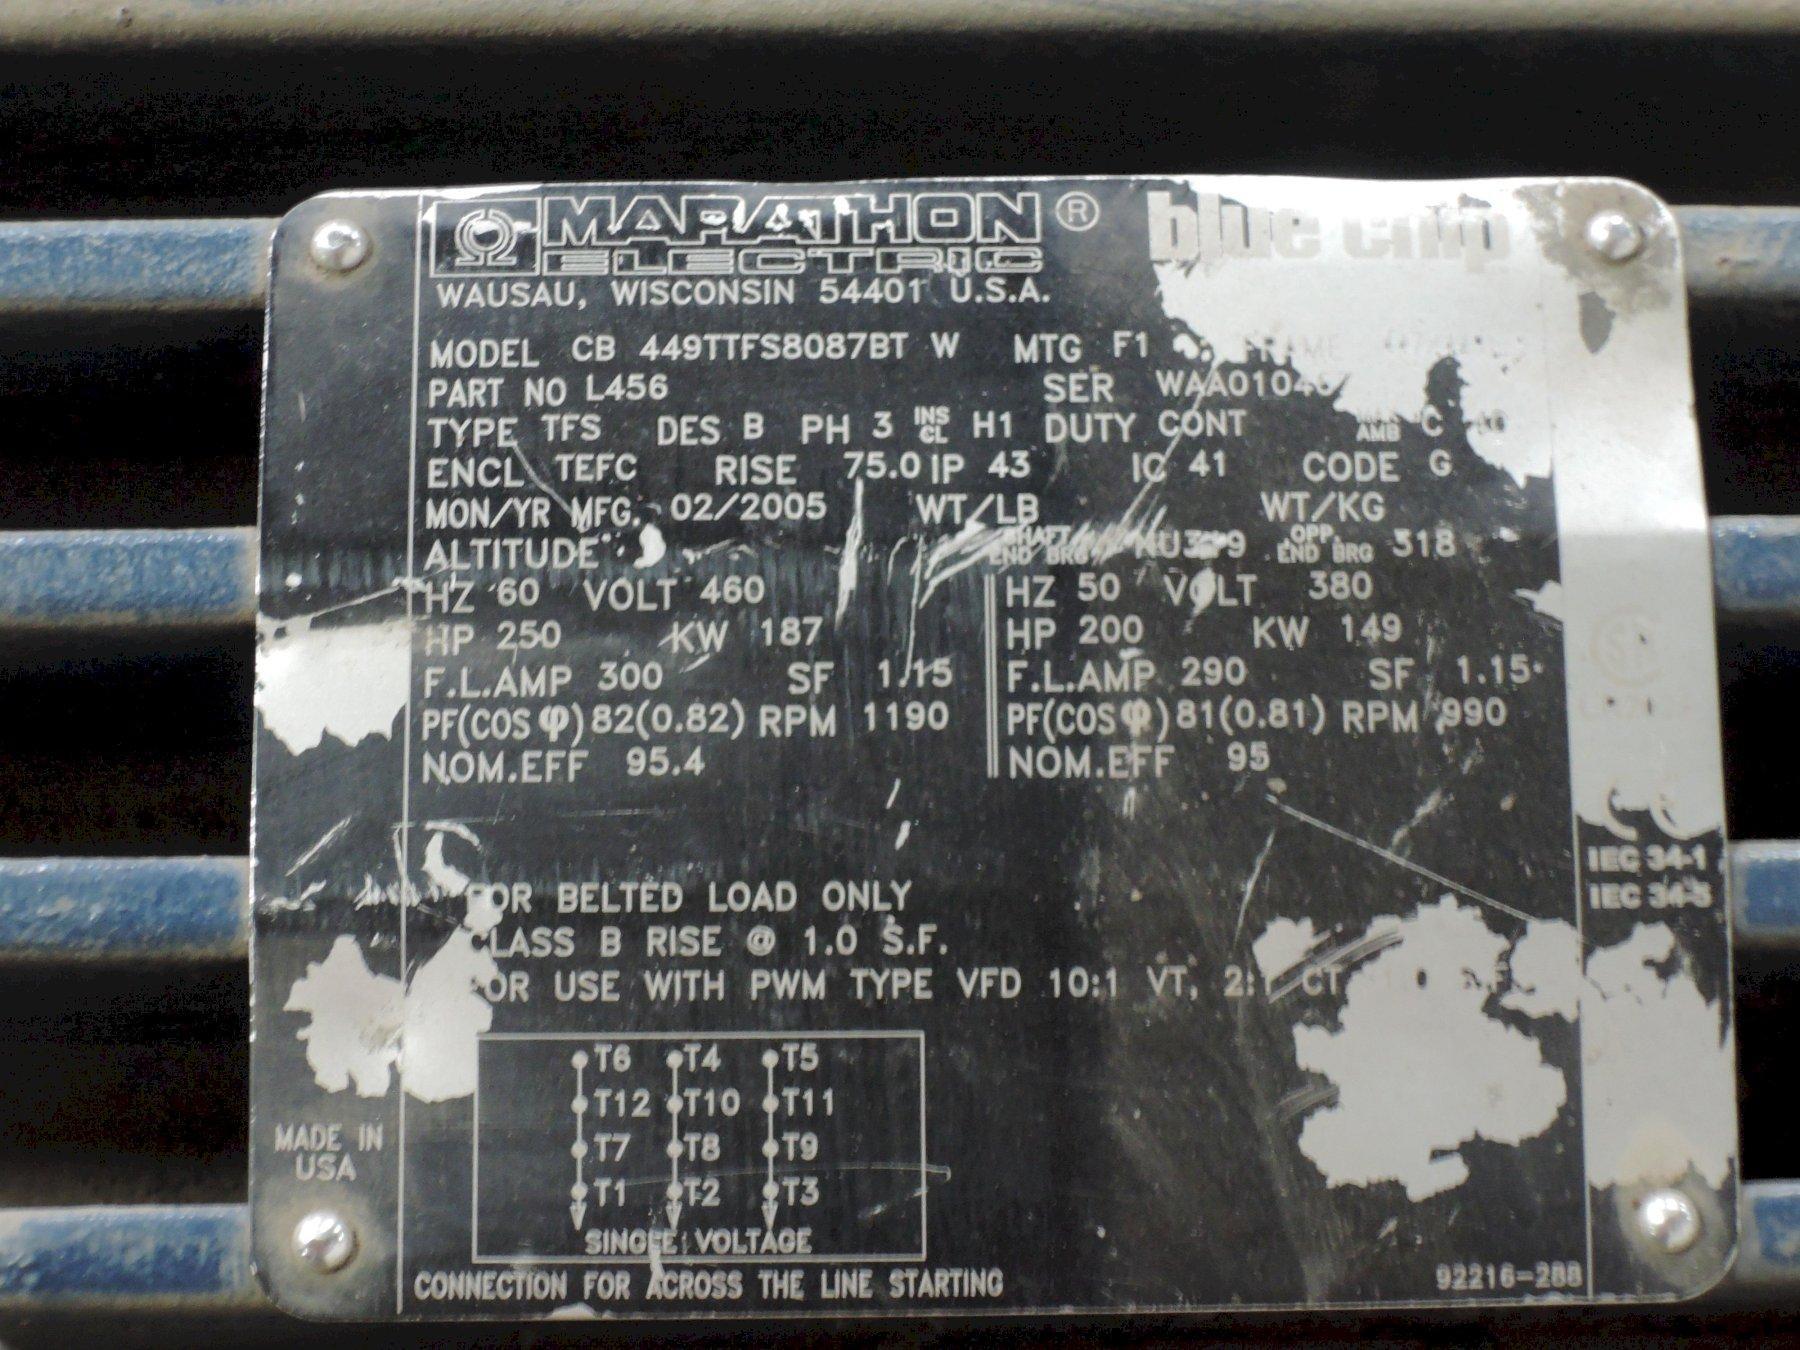 MARATHON ® blue chip
ELECTRIC
WAUSAU, WISCONSIN 54401 U.S.A.
MODEL CB 449TTFS8087BT W MTG F1 FRAME
PART NO L456 SER
TYPE TFS DES B PH 3 INS CL H1 DUTY CONT AMB C
ENCL TEFC RISE 75.0 IP 43 IC 41 CODE G
MON/YR MFG. 02/2005 WT/LB WT/KG
ALTITUDE SHAFT END BRG OPP. END BRG 318
HZ 60 VOLT 460 HZ 50 VOLT 380
HP 250 KW 187 HP 200 KW 149
F.L.AMP 300 SF 1.15 F.L.AMP 290 SF 1.15
PF(COS φ) 82(0.82) RPM 1190 PF(COS φ) 81(0.81) RPM 990
NOM.EFF 95.4 NOM.EFF 95
IEC 34-1
IEC 34-5
FOR BELTED LOAD ONLY
CLASS B RISE @ 1.0 S.F.
FOR USE WITH PWM TYPE VFD 10:1 VT, CT
T6 T4 T5
T12 T10 T11
T7 T8 T9
T1 T2 T3
SINGLE VOLTAGE
MADE IN
USA
CONNECTION FOR ACROSS THE LINE STARTING
92216-288